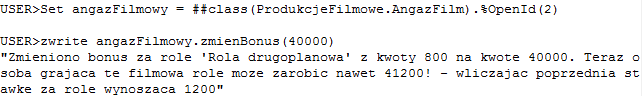 USER>Set angazFilmowy = ##class(ProdukcjeFilmowe.AngazFilm).%OpenId(2)
USER>zwrite angazFilmowy.zmienBonus(40000)
"Zmieniono bonus za role 'Rola drugoplanowa' z kwoty 800 na kwote 40000. Teraz o
soba grajaca te filmowa role moze zarobic nawet 41200! - wliczajac poprzednia st
awke za role wynoszaca 1200"